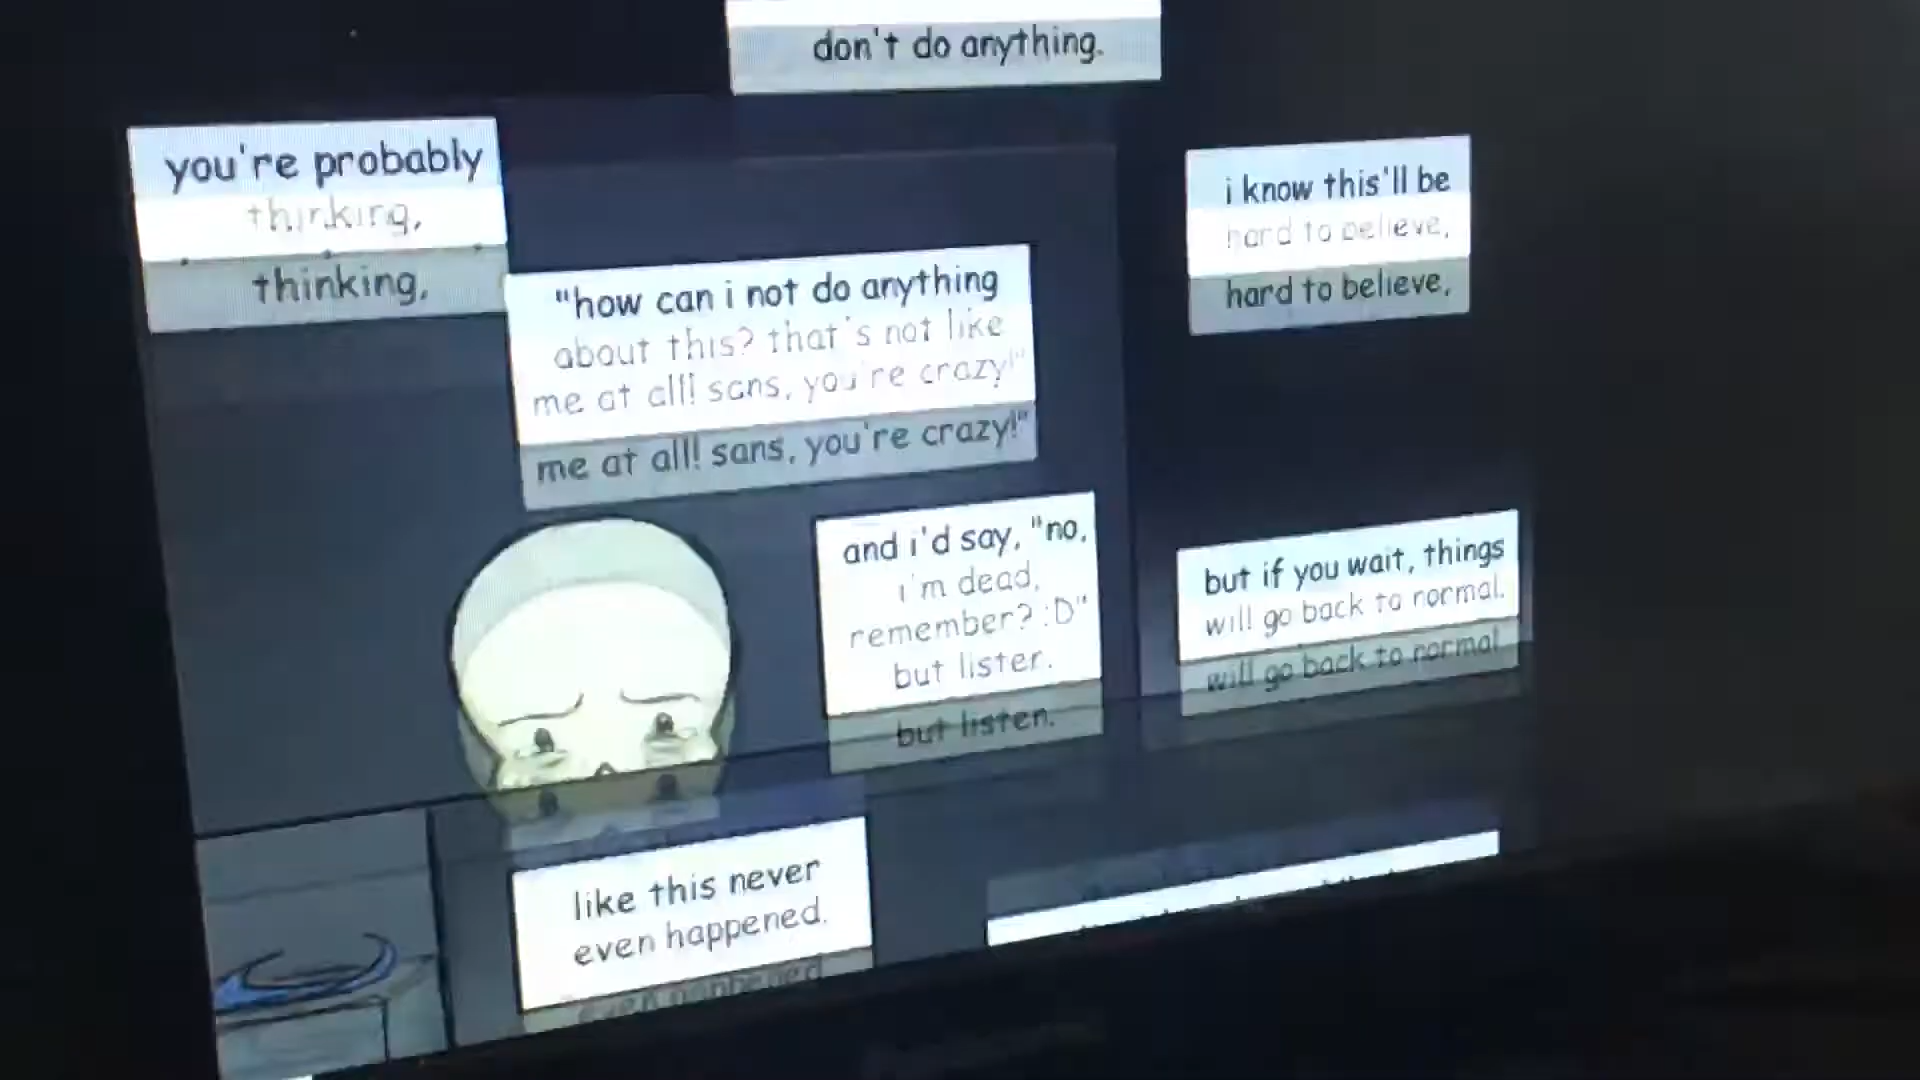 don't do anything.
you're probably
thinking,
thinking,
"how can i not do anything
about this? that's not like
me at all! sans, you're crazy!"
me at all! sans, you're crazy!"
and i'd say, "no,
i'm dead,
remember? :D"
but listen.
but listen.
i know this'll be
hard to believe,
hard to believe,
but if you wait, things
will go back to normal.
will go back to normal.
like this never
even happened.
even happened.